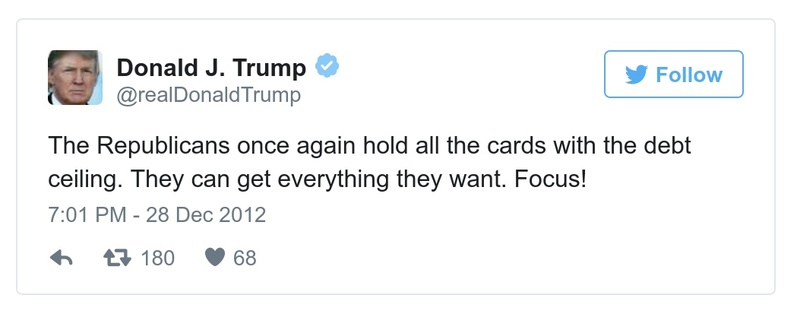 Donald J. Trump
@realDonaldTrump
Follow
The Republicans once again hold all the cards with the debt
ceiling. They can get everything they want. Focus!
7:01 PM - 28 Dec 2012
180 68